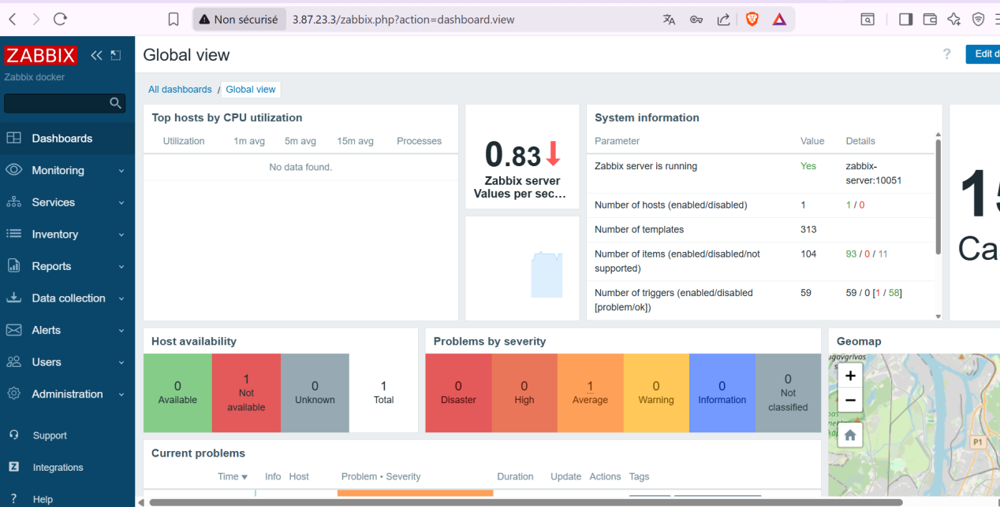 Non sécurisé 3.87.23.3/zabbix.php?action=dashboard.view
ZABBIX
Zabbix docker
Dashboards
Monitoring
Services
Inventory
Reports
Data collection
Alerts
Users
Administration
Support
Z Integrations
? Help
Global view
? Edit d
All dashboards / Global view
Top hosts by CPU utilization
Utilization 1m avg 5m avg 15m avg Processes
No data found.
0.83
Zabbix server
Values per sec...
System information
Parameter Value Details
Zabbix server is running Yes zabbix-
server:10051
Number of hosts (enabled/disabled) 1 1 / 0
Number of templates 313
Number of items (enabled/disabled/not 104 93 / 0 / 11
supported)
Number of triggers (enabled/disabled 59 59 / 0 [1 / 58]
[problem/ok])
Ca
Host availability
0
Available
1
Not
available
0
Unknown
1
Total
Problems by severity
0
Disaster
0
High
1
Average
0
Warning
0
Information
0
Not
classified
Geomap
+
−
P1
Current problems
Time ▼ Info Host Problem • Severity Duration Update Actions Tags